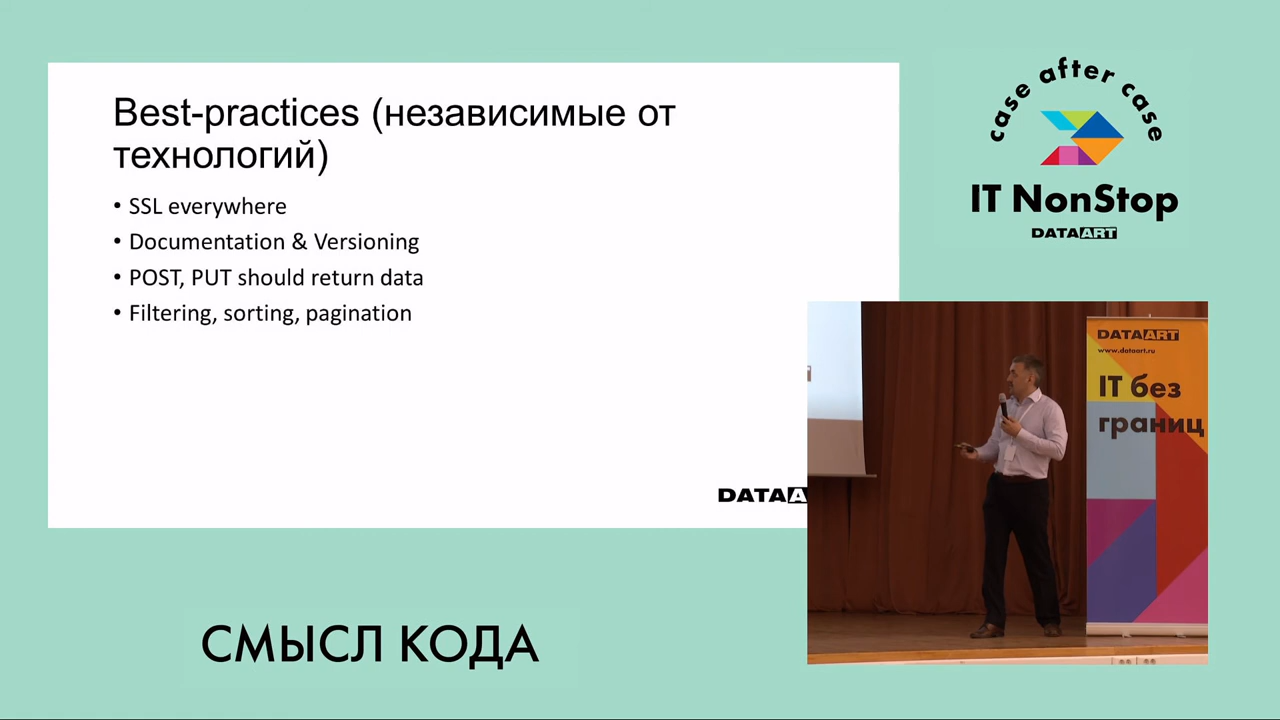 Best-practices (независимые от
технологий)
• SSL everywhere
• Documentation & Versioning
• POST, PUT should return data
• Filtering, sorting, pagination
DATAA
case after case
IT NonStop
DATAART
DATAART
www.dataart.ru
IT без
границ
СМЫСЛ КОДА